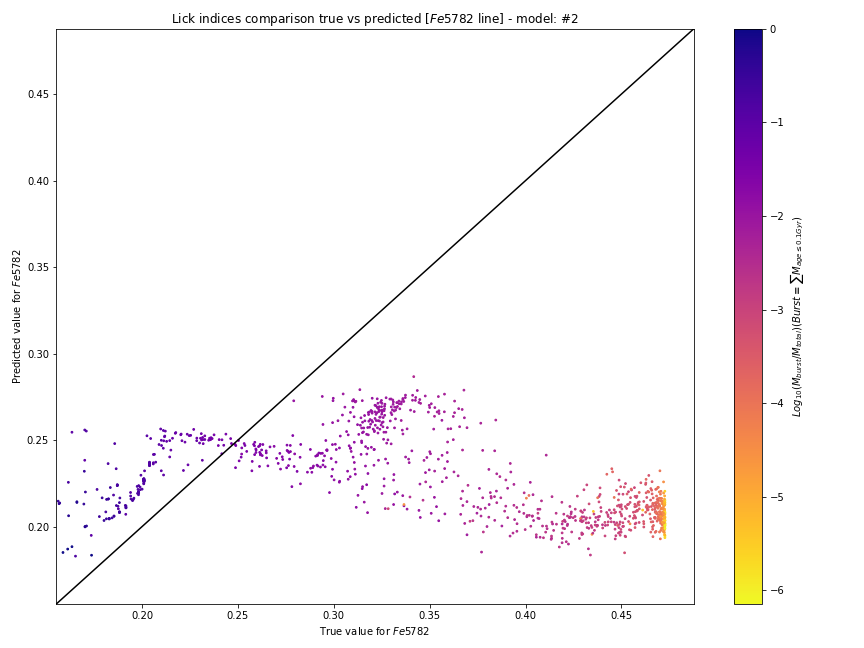 Lick indices comparison true vs predicted [Fe5782 line] - model: #2
Predicted value for Fe5782
0.45
0.40
0.35
0.30
0.25
0.20
0.20 0.25 0.30 0.35 0.40 0.45
True value for Fe5782
0
−1
−2
−3
−4
−5
−6
Log10(Mburst/Mtotal)(Burst = ∑Mage≤0.1Gyr)